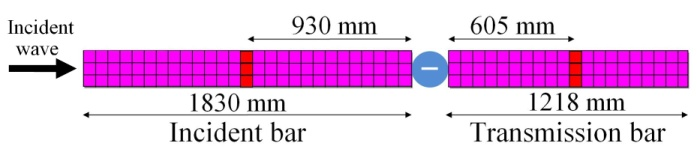 Incident
wave
930 mm
605 mm
−
1830 mm
1218 mm
Incident bar
Transmission bar